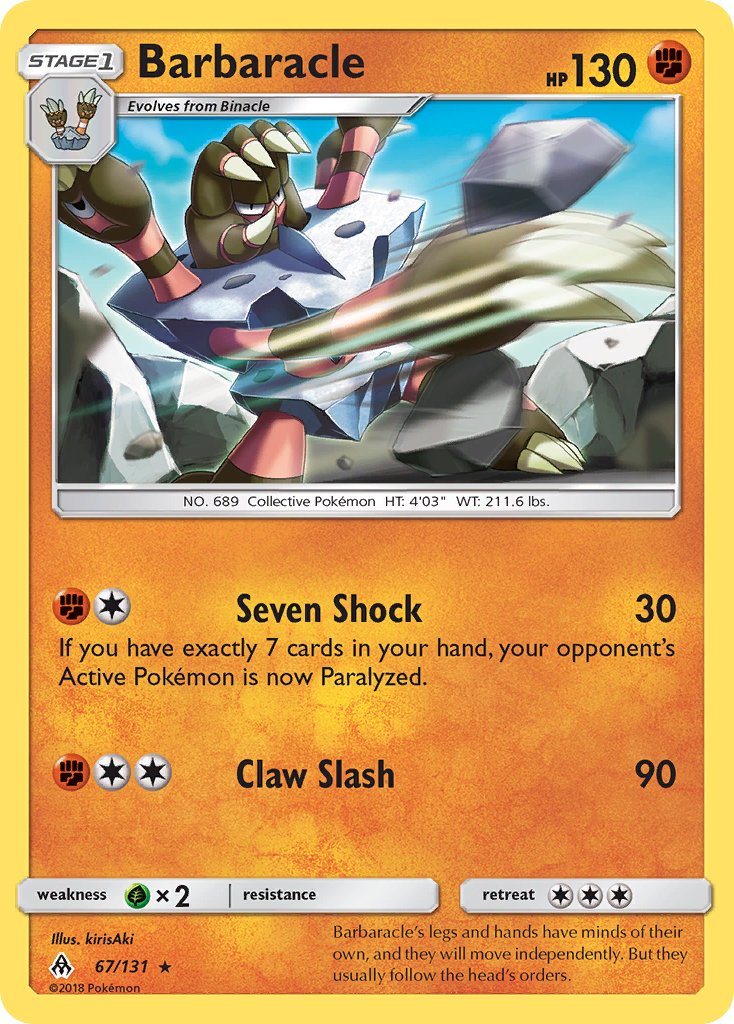 STAGE1
Barbaracle
HP 130
Evolves from Binacle
NO. 689 Collective Pokémon HT: 4'03" WT: 211.6 lbs.
Seven Shock 30
If you have exactly 7 cards in your hand, your opponent's
Active Pokémon is now Paralyzed.
Claw Slash 90
weakness ×2 resistance retreat
Illus. kirisAki
67/131 ★
©2018 Pokémon
Barbaracle's legs and hands have minds of their
own, and they will move independently. But they
usually follow the head's orders.